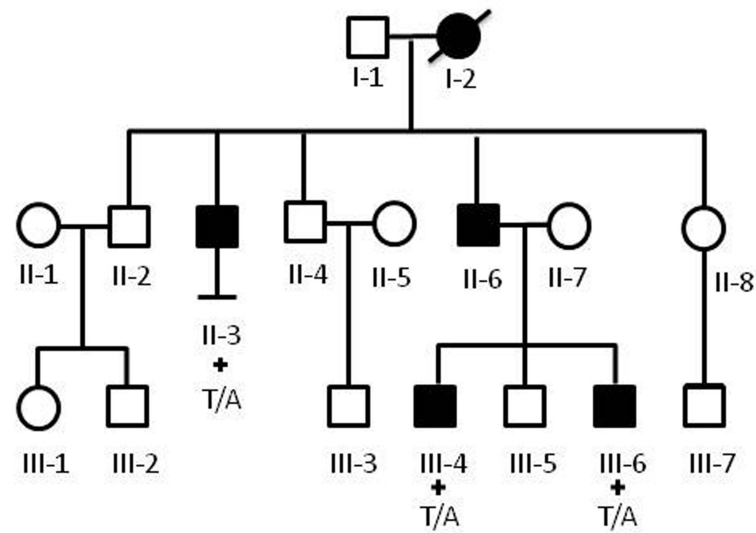 I-1 I-2
II-1 II-2 II-3 II-4 II-5 II-6 II-7 II-8
+
T/A
III-1 III-2 III-3 III-4 III-5 III-6 III-7
+ +
T/A T/A